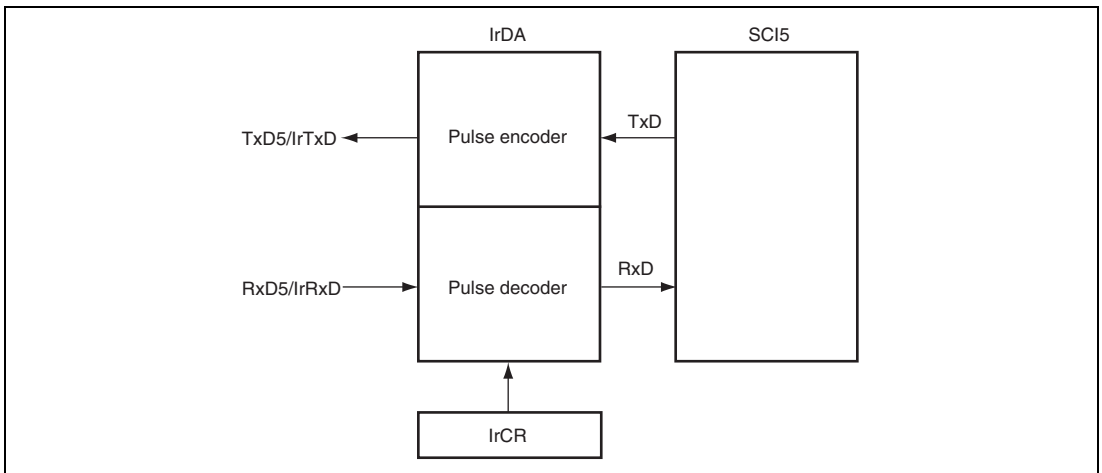 IrDA
SCI5
TxD5/IrTxD
Pulse encoder
TxD
RxD5/IrRxD
Pulse decoder
RxD
IrCR